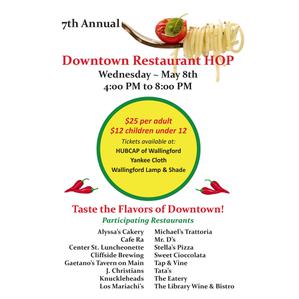 7th Annual
Downtown Restaurant HOP
Wednesday ~ May 8th
4:00 PM to 8:00 PM
$25 per adult
$12 children under 12
Tickets available at:
HUBCAP of Wallingford
Yankee Cloth
Wallingford Lamp & Shade
Taste the Flavors of Downtown!
Participating Restaurants
Alyssa's Cakery
Cafe Ra
Center St. Luncheonette
Cliffside Brewing
Gaetano's Tavern on Main
J. Christians
Knuckleheads
Los Mariachi's
Michael's Trattoria
Mr. D's
Stella's Pizza
Sweet Cioccolata
Tap & Vine
Tata's
The Eatery
The Library Wine & Bistro